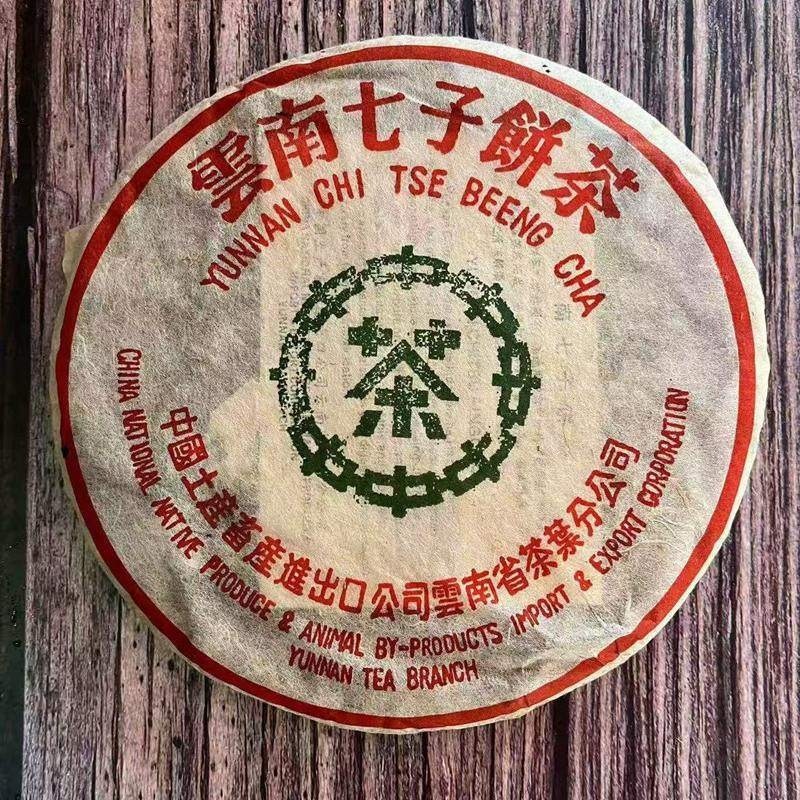 雲南七子餅茶
YUNNAN CHI TSE BEENG CHA
茶
中國土產畜產進出口公司雲南省茶葉分公司
CHINA NATIONAL NATIVE PRODUCE & ANIMAL BY-PRODUCTS IMPORT & EXPORT CORPORATION
YUNNAN TEA BRANCH